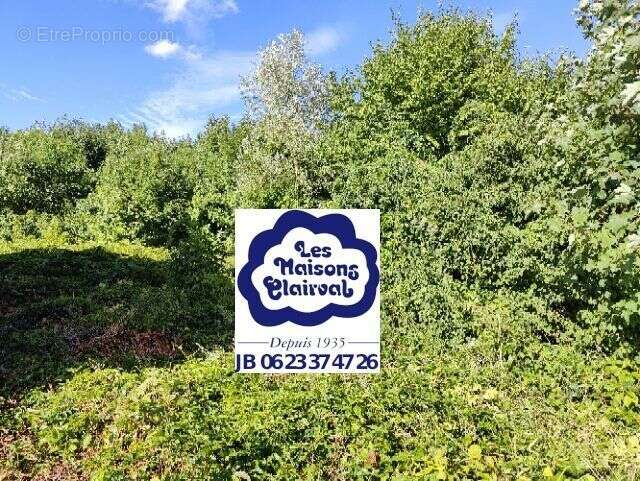 © EtreProprio.com
Les
Maisons
Clairval
Depuis 1935
JB 06 23 37 47 26